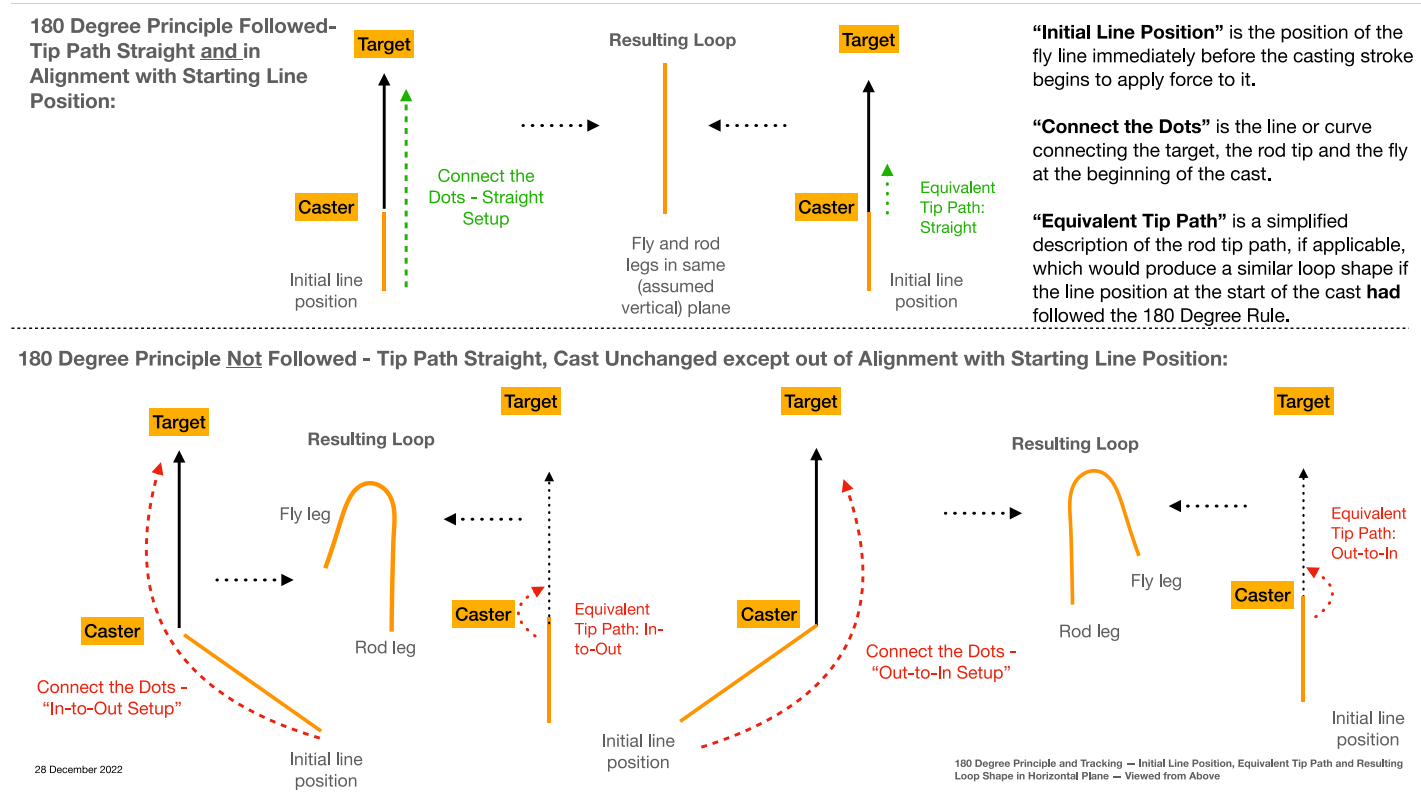 180 Degree Principle Followed-
Tip Path Straight and in
Alignment with Starting Line
Position:
Target
Caster
Initial line
position
Connect the
Dots - Straight
Setup
Resulting Loop
Fly and rod
legs in same
(assumed
vertical) plane
Target
Caster
Equivalent
Tip Path:
Straight
Initial line
position
“Initial Line Position” is the position of the
fly line immediately before the casting stroke
begins to apply force to it.
“Connect the Dots” is the line or curve
connecting the target, the rod tip and the fly
at the beginning of the cast.
“Equivalent Tip Path” is a simplified
description of the rod tip path, if applicable,
which would produce a similar loop shape if
the line position at the start of the cast had
followed the 180 Degree Rule.
180 Degree Principle Not Followed - Tip Path Straight, Cast Unchanged except out of Alignment with Starting Line Position:
Target
Caster
Connect the Dots -
“In-to-Out Setup”
Initial line
position
Resulting Loop
Fly leg
Rod leg
Target
Caster
Equivalent
Tip Path: In-
to-Out
Initial line
position
Target
Caster
Connect the Dots -
“Out-to-In Setup”
Resulting Loop
Fly leg
Rod leg
Target
Caster
Equivalent
Tip Path:
Out-to-In
Initial line
position
28 December 2022
180 Degree Principle and Tracking — Initial Line Position, Equivalent Tip Path and Resulting
Loop Shape in Horizontal Plane — Viewed from Above